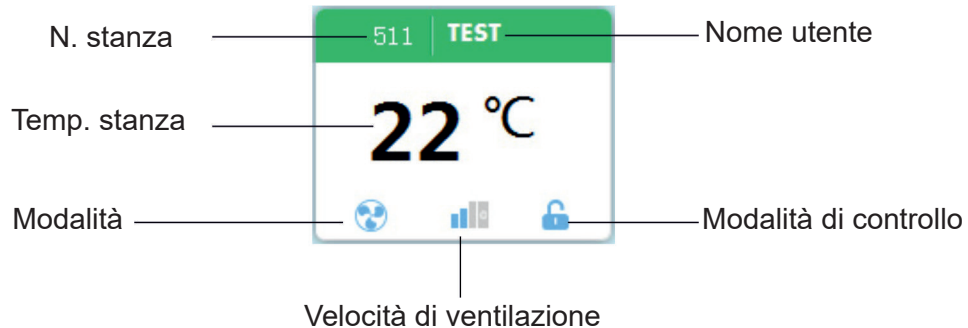 N. stanza
511
TEST
Nome utente
Temp. stanza
22 °C
Modalità
Modalità di controllo
Velocità di ventilazione